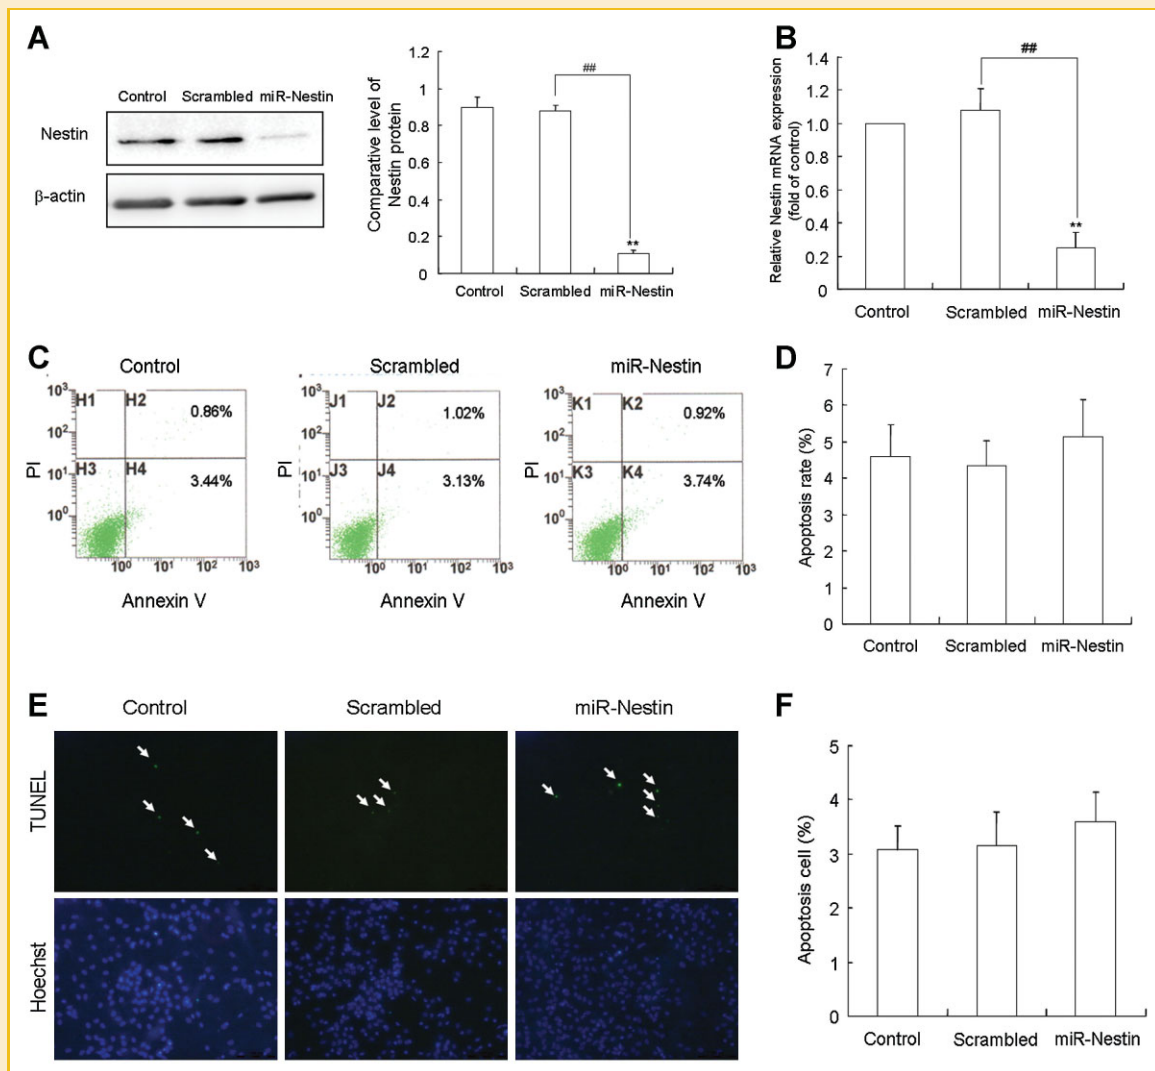 A
Control Scrambled miR-Nestin
Nestin
β-actin
Comparative level of
Nestin protein
1.2
1
0.8
0.6
0.4
0.2
0
##
**
Control Scrambled miR-Nestin
B
Relative Nestin mRNA expression
(fold of control)
1.4
1.2
1.0
0.8
0.6
0.4
0.2
0
##
**
Control Scrambled miR-Nestin
C
Control
PI
10³
10²
10¹
10⁰
H1 H2
0.86%
H3 H4
3.44%
10⁰ 10¹ 10² 10³
Annexin V
Scrambled
PI
10³
10²
10¹
10⁰
J1 J2
1.02%
J3 J4
3.13%
10⁰ 10¹ 10² 10³
Annexin V
miR-Nestin
PI
10³
10²
10¹
10⁰
K1 K2
0.92%
K3 K4
3.74%
10⁰ 10¹ 10² 10³
Annexin V
D
Apoptosis rate (%)
7
6
5
4
3
2
1
0
Control Scrambled miR-Nestin
E
Control Scrambled miR-Nestin
TUNEL
Hoechst
F
Apoptosis cell (%)
5
4
3
2
1
0
Control Scrambled miR-Nestin